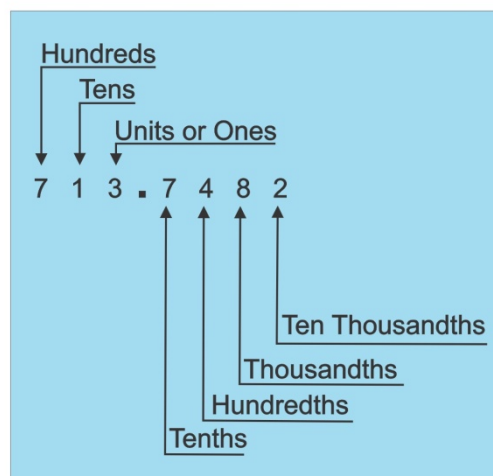 Hundreds
Tens
Units or Ones
7 1 3 . 7 4 8 2
Ten Thousandths
Thousandths
Hundredths
Tenths